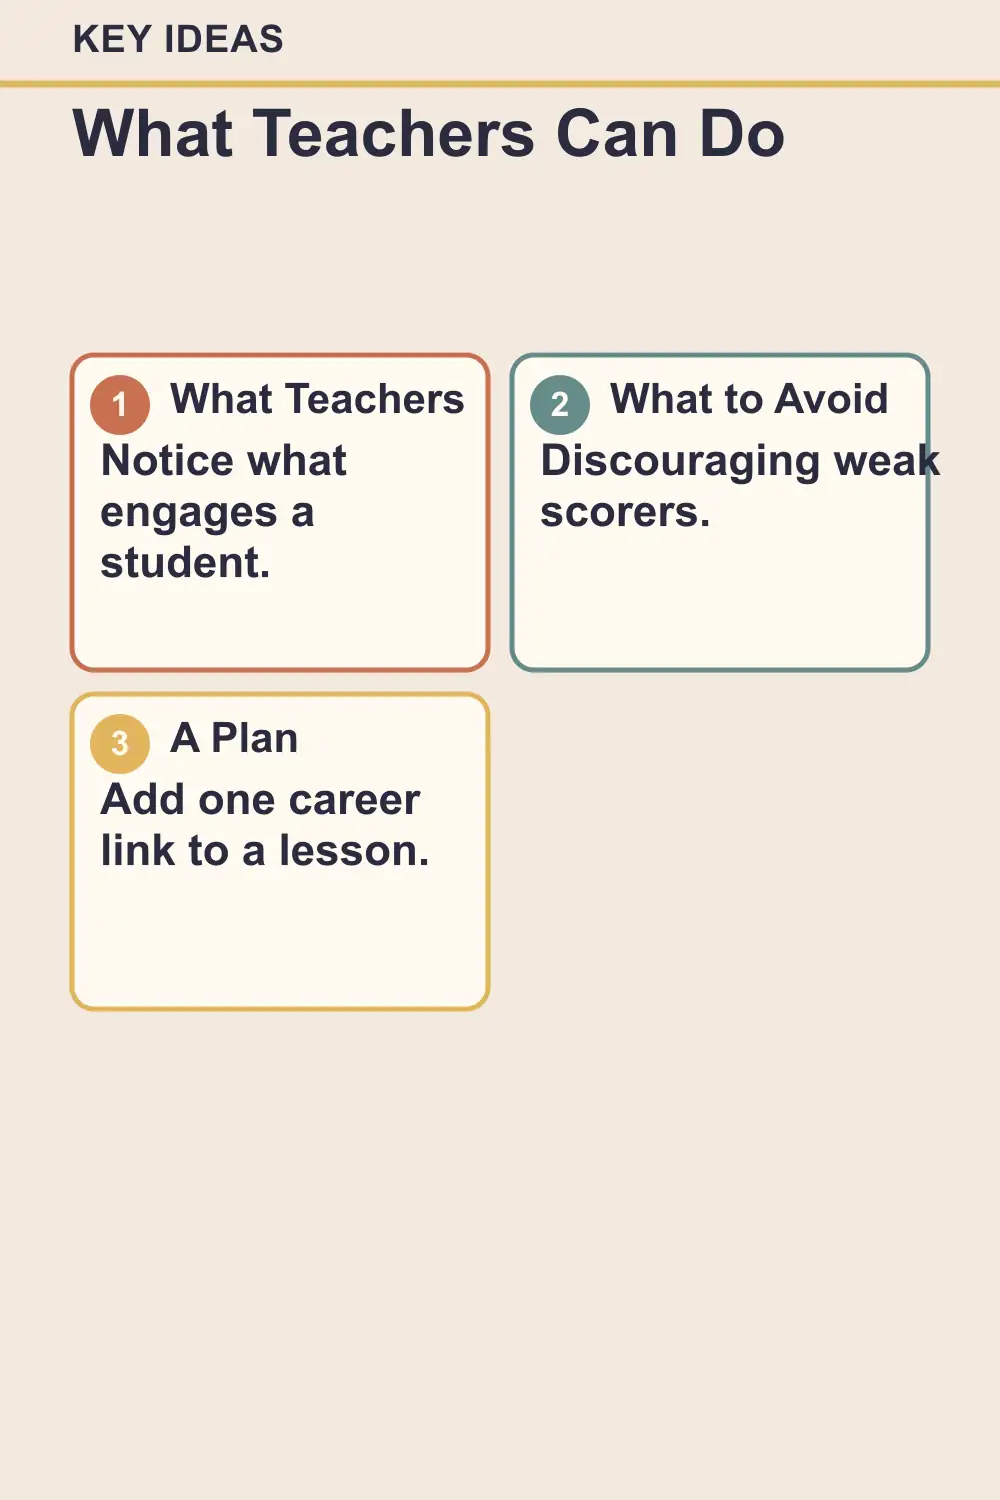 KEY IDEAS
What Teachers Can Do
1 What Teachers
Notice what
engages a
student.
2 What to Avoid
Discouraging weak
scorers.
3 A Plan
Add one career
link to a lesson.